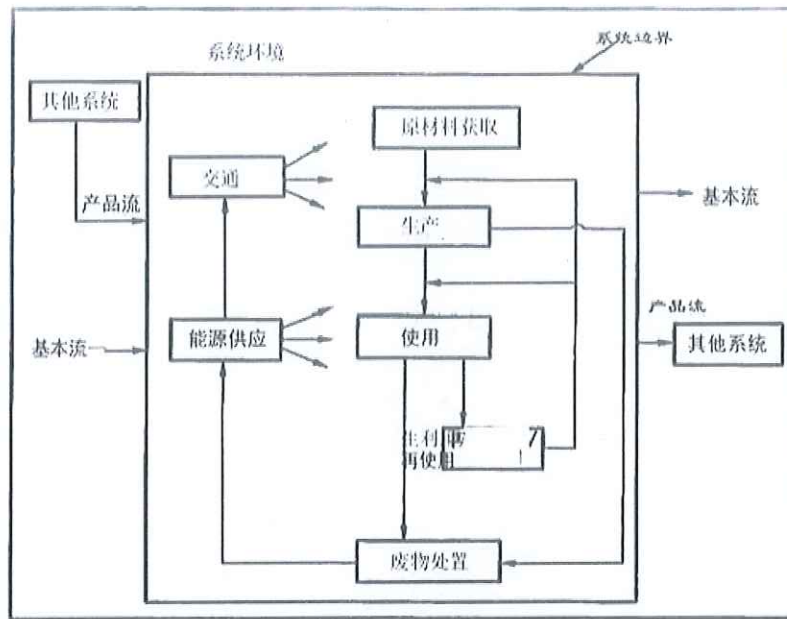 系统环境
系统边界
其他系统
原材料获取
交通
产品流
基本流
生产
产品流
基本流
能源供应
使用
其他系统
再使用
废物处置